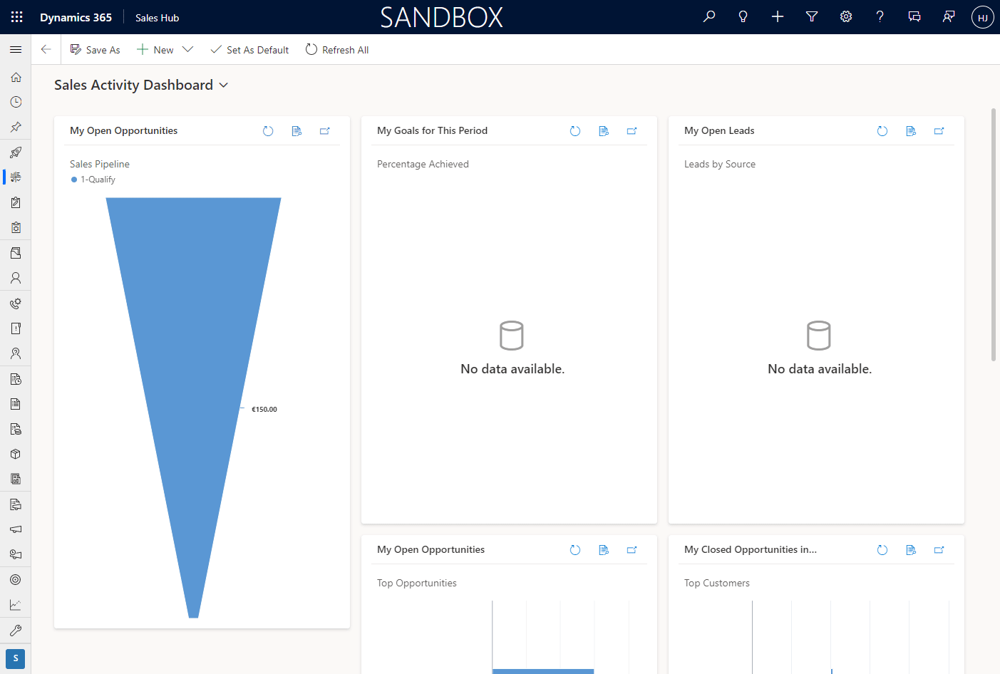 Dynamics 365
Sales Hub
SANDBOX
HJ
Save As
New
Set As Default
Refresh All
Sales Activity Dashboard
My Open Opportunities
Sales Pipeline
1-Qualify
€150.00
My Goals for This Period
Percentage Achieved
No data available.
My Open Leads
Leads by Source
No data available.
My Open Opportunities
Top Opportunities
My Closed Opportunities in...
Top Customers
S